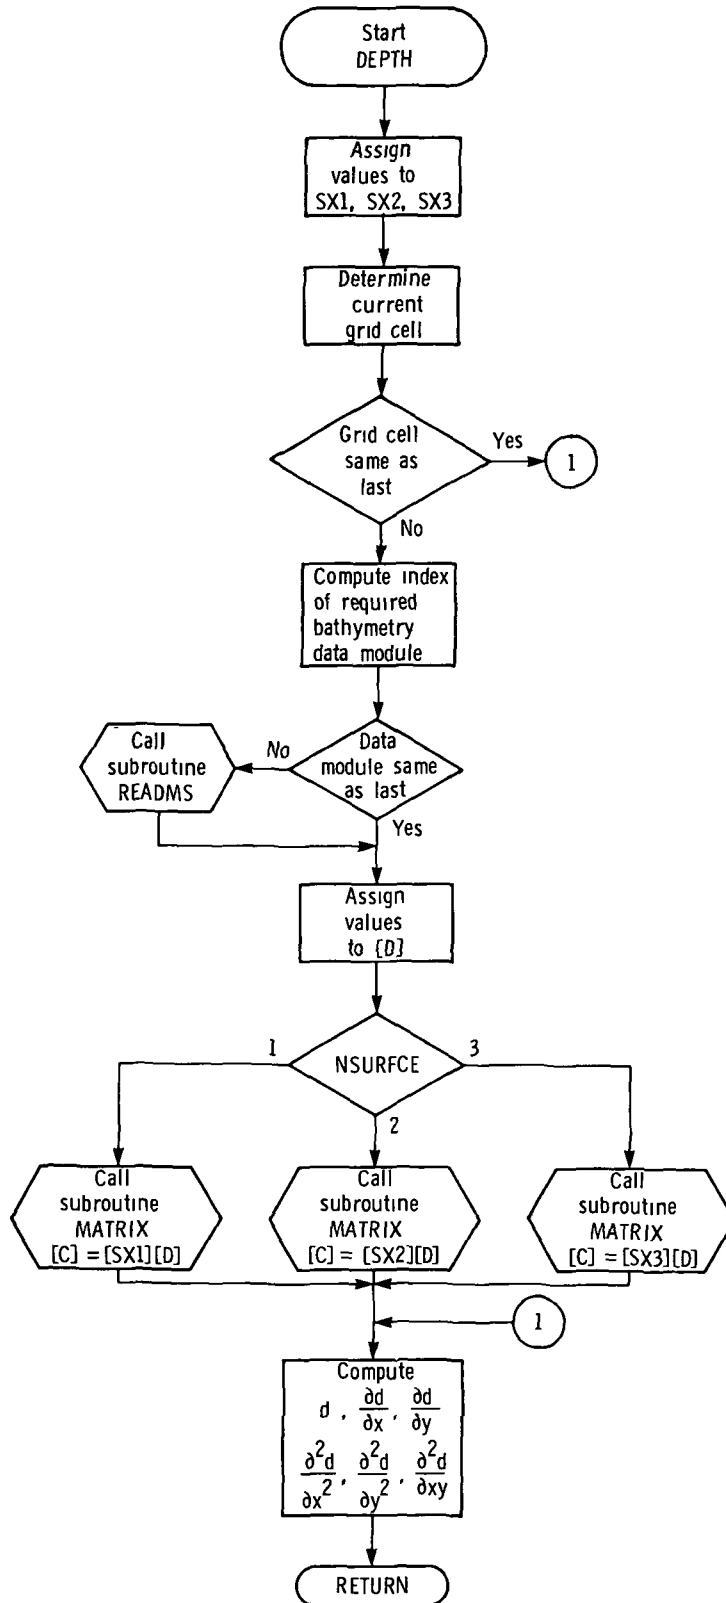 Start
DEPTH
Assign
values to
SX1, SX2, SX3
Determine
current
grid cell
Grid cell
same as
last
Yes
1
No
Compute index
of required
bathymetry
data module
Data
module same
as last
No
Call
subroutine
READMS
Yes
Assign
values
to {D}
NSURFCE
1
2
3
Call
subroutine
MATRIX
[C] = [SX1][D]
Call
subroutine
MATRIX
[C] = [SX2][D]
Call
subroutine
MATRIX
[C] = [SX3][D]
1
Compute
d, ∂d/∂x, ∂d/∂y
∂²d/∂x², ∂²d/∂y², ∂²d/∂xy
RETURN